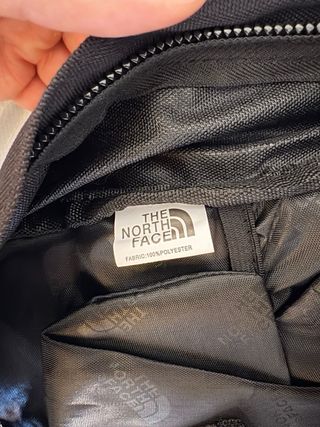 THE
NORTH
FACE
FABRIC:100%POLYESTER